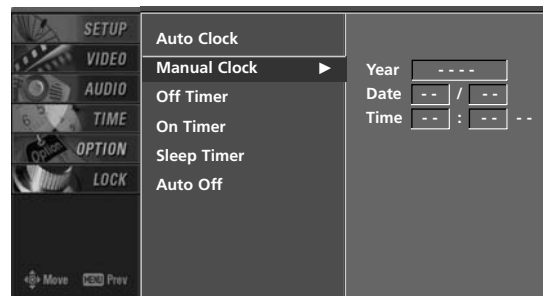 SETUP
VIDEO
AUDIO
TIME
OPTION
LOCK
Move MENU Prev
Auto Clock
Manual Clock ►
Off Timer
On Timer
Sleep Timer
Auto Off
Year - - - -
Date - - / - -
Time - - : - - - -